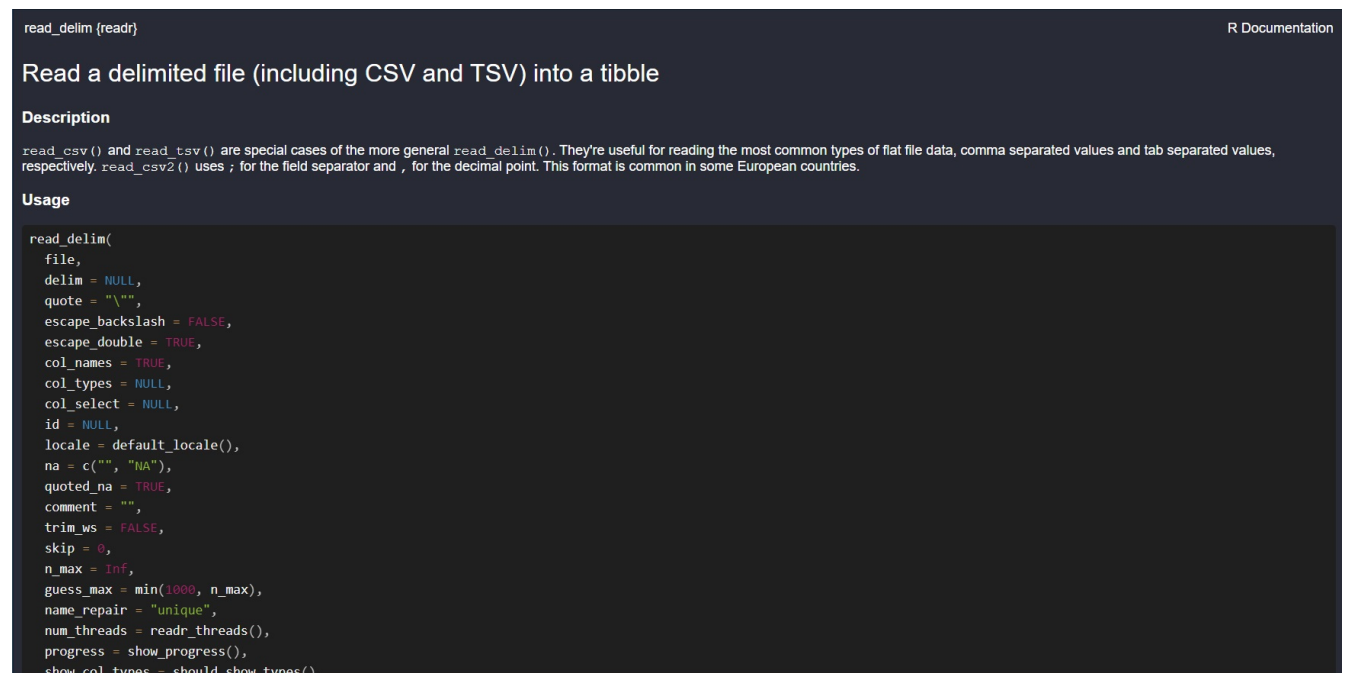 read_delim {readr} R Documentation
Read a delimited file (including CSV and TSV) into a tibble
Description
read_csv() and read_tsv() are special cases of the more general read_delim(). They're useful for reading the most common types of flat file data, comma separated values and tab separated values,
respectively. read_csv2() uses ; for the field separator and , for the decimal point. This format is common in some European countries.
Usage
read_delim(
  file,
  delim = NULL,
  quote = "\"",
  escape_backslash = FALSE,
  escape_double = TRUE,
  col_names = TRUE,
  col_types = NULL,
  col_select = NULL,
  id = NULL,
  locale = default_locale(),
  na = c("", "NA"),
  quoted_na = TRUE,
  comment = "",
  trim_ws = FALSE,
  skip = 0,
  n_max = Inf,
  guess_max = min(1000, n_max),
  name_repair = "unique",
  num_threads = readr_threads(),
  progress = show_progress(),
  show_col_types = should_show_types()